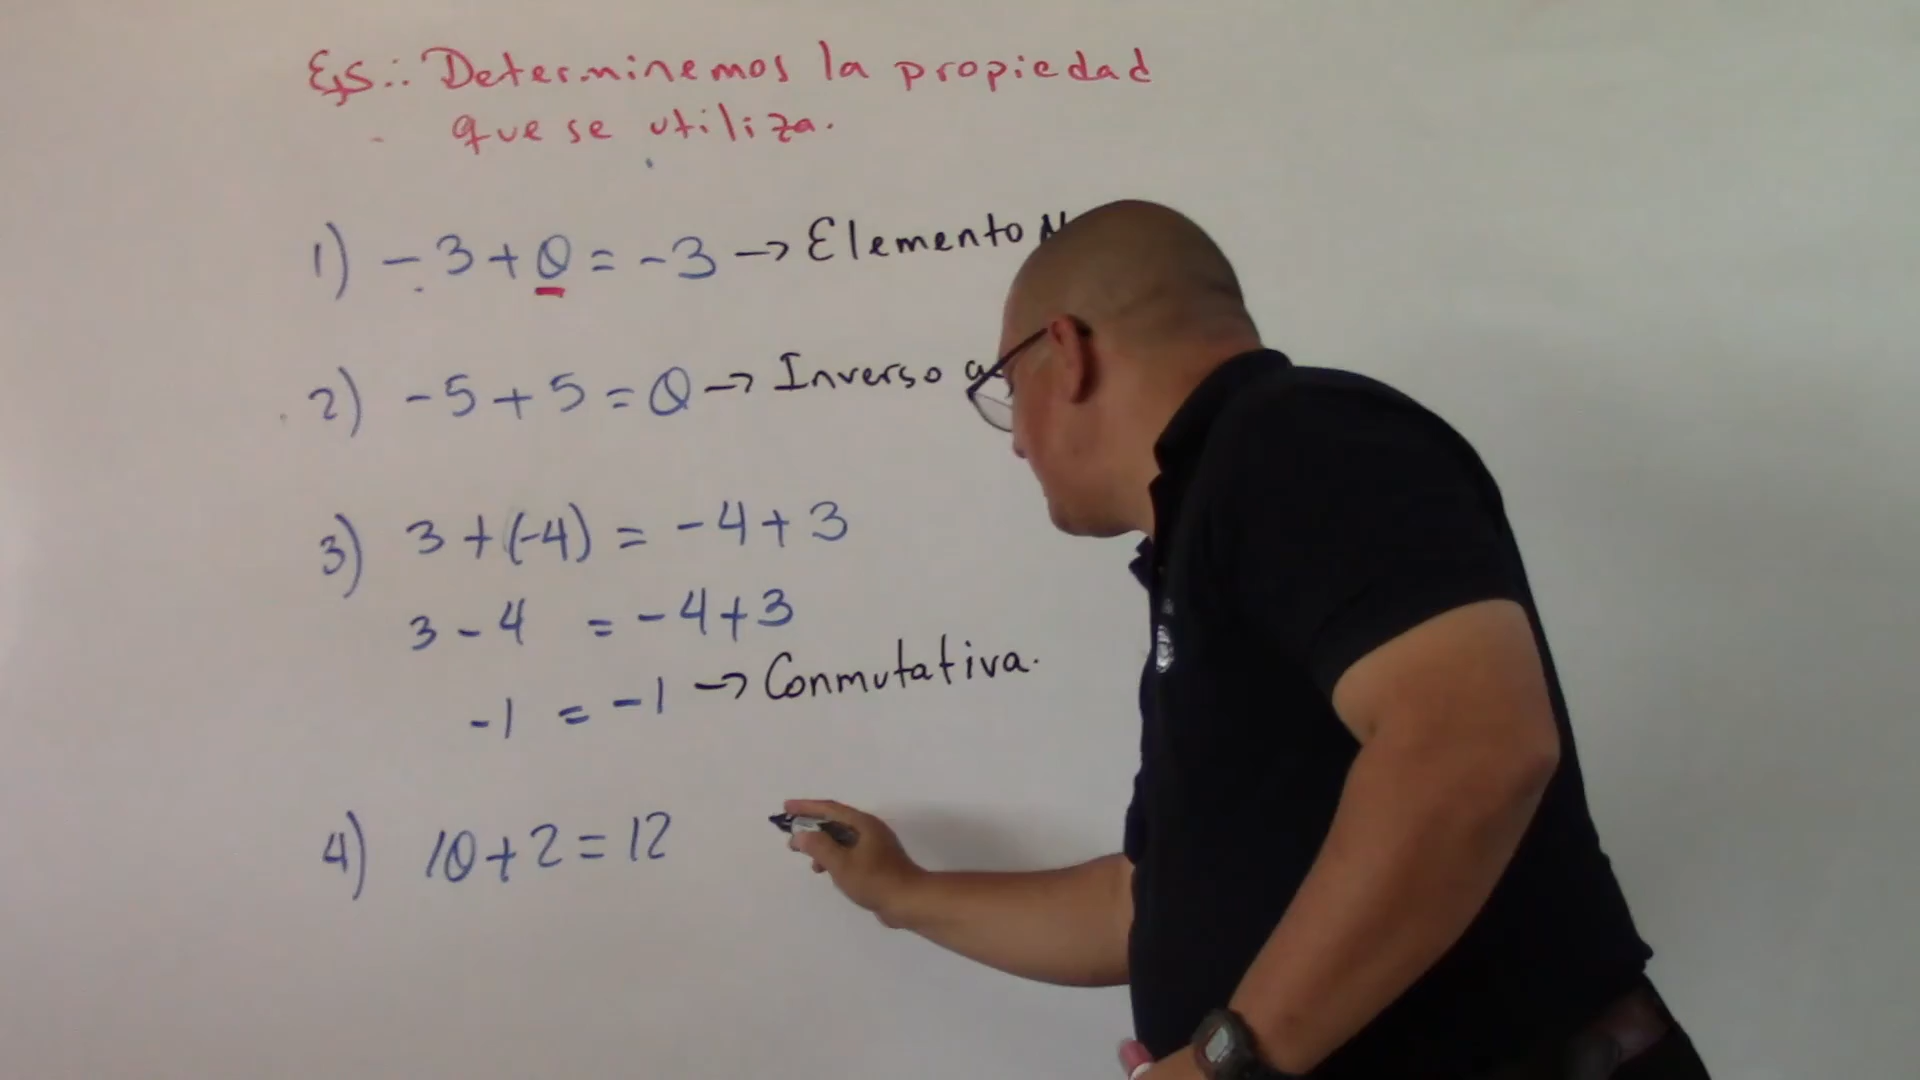 Ejs.: Determinemos la propiedad
que se utiliza.
1) -3+0=-3 → Elemento
2) -5+5=0 → Inverso
3) 3+(-4) = -4+3
3-4 = -4+3
-1 = -1 → Conmutativa.
4) 10+2=12